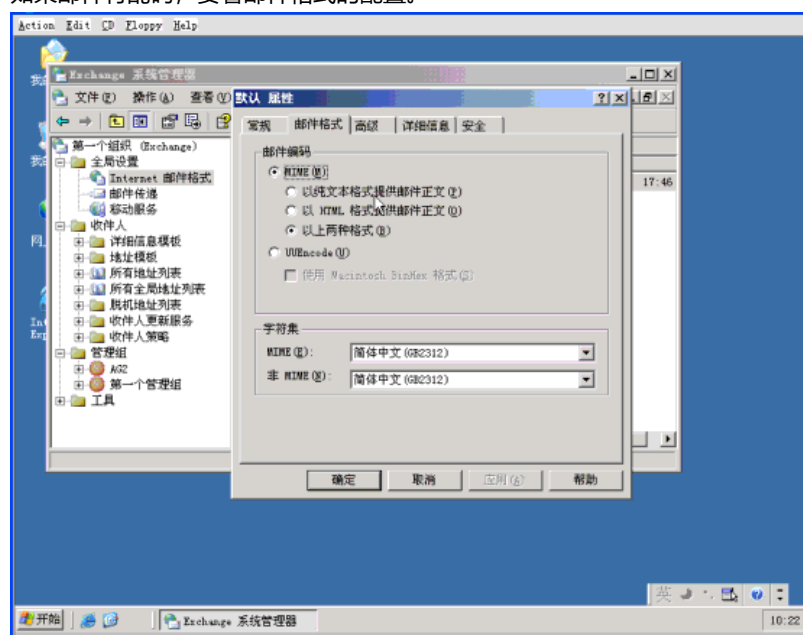 如果邮件有乱码，要看邮件格式的配置。
Action Edit CD Floppy Help
Exchange 系统管理器
文件(F) 操作(A) 查看(V)
默认 属性
常规 邮件格式 高级 详细信息 安全
第一个组织 (Exchange)
全局设置
Internet 邮件格式
邮件传递
移动服务
收件人
详细信息模板
地址模板
所有地址列表
所有全局地址列表
脱机地址列表
收件人更新服务
收件人策略
管理组
AG2
第一个管理组
工具
邮件编码
MIME(M)
以纯文本格式提供邮件正文(P)
以 HTML 格式提供邮件正文(O)
以上两种格式(B)
UUEncode(U)
使用 Macintosh BinHex 格式(S)
字符集
MIME(E): 简体中文(GB2312)
非 MIME(N): 简体中文(GB2312)
17:46
确定 取消 应用(A) 帮助
英
开始 Exchange 系统管理器 10:22